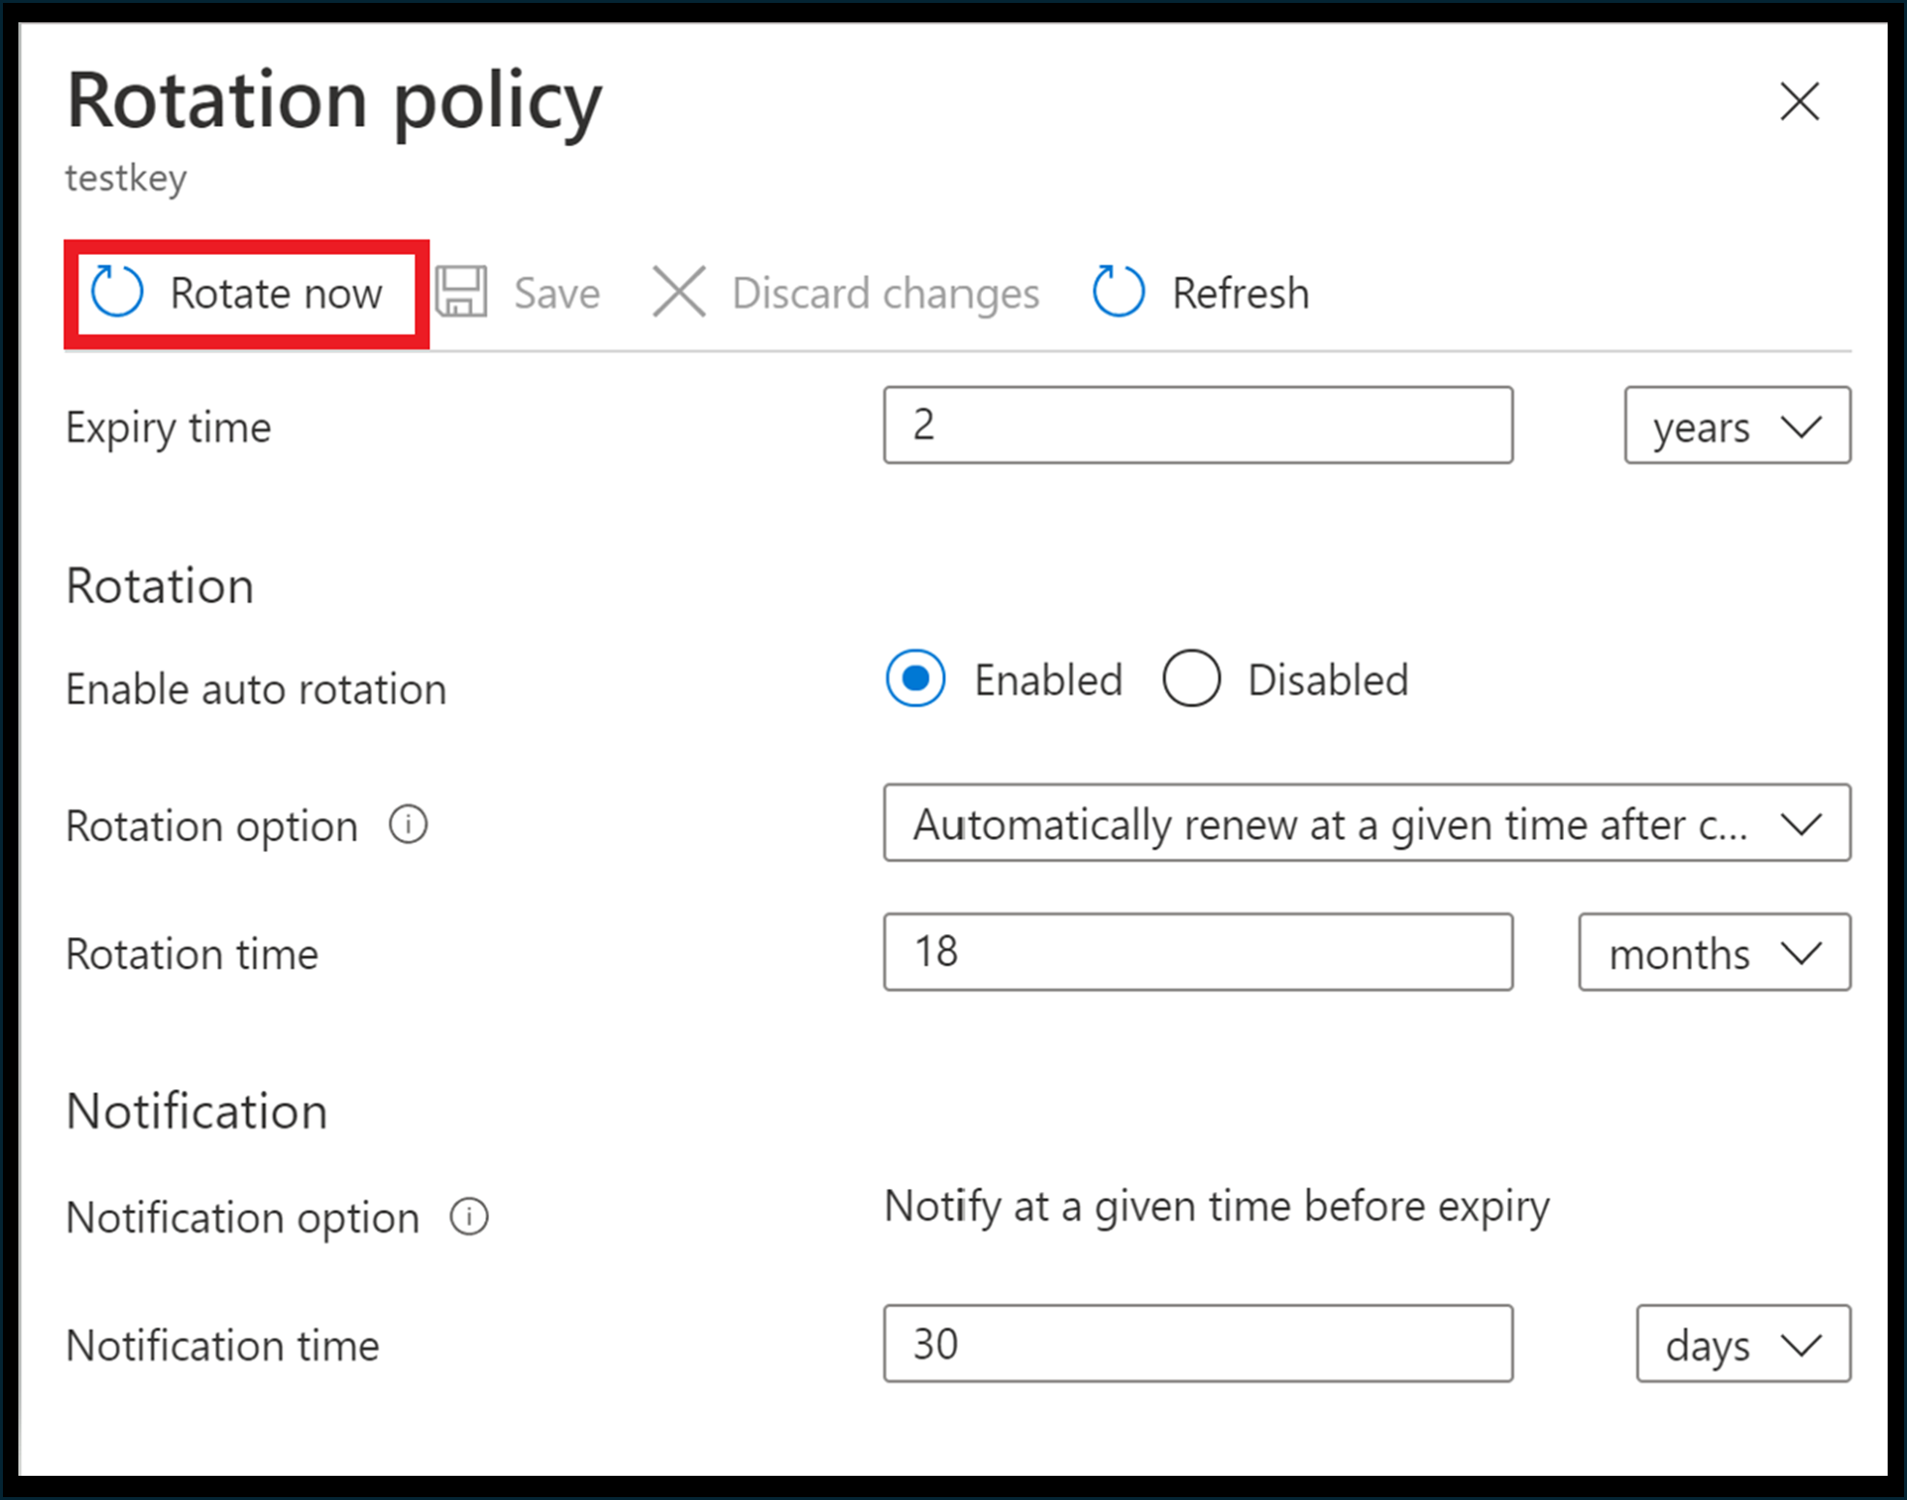 Rotation policy
testkey
Rotate now Save Discard changes Refresh
Expiry time 2 years
Rotation
Enable auto rotation Enabled Disabled
Rotation option Automatically renew at a given time after c...
Rotation time 18 months
Notification
Notification option Notify at a given time before expiry
Notification time 30 days